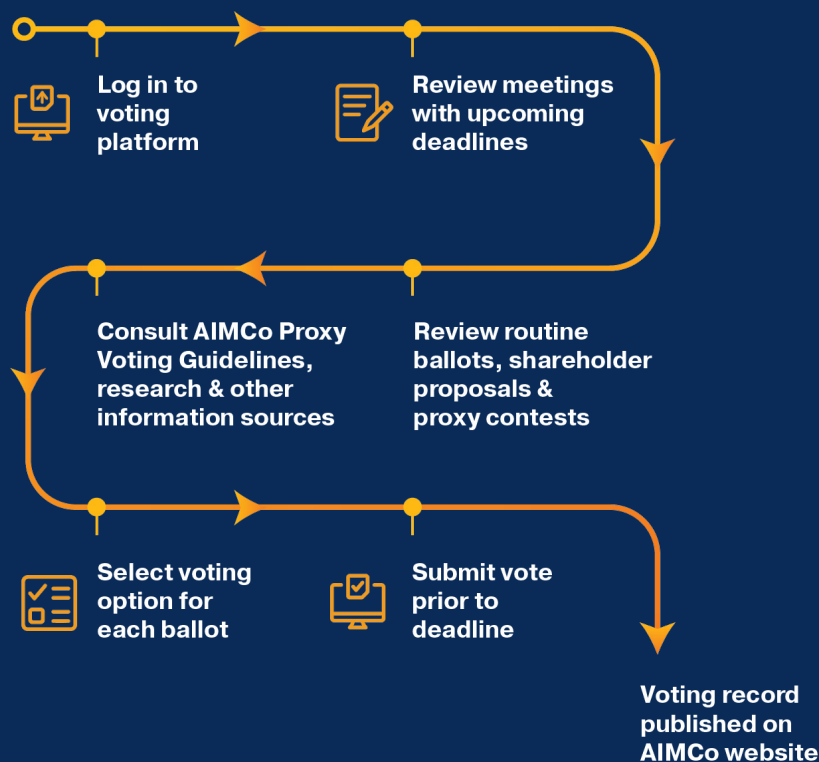 Log in to
voting
platform
Review meetings
with upcoming
deadlines
Review routine
ballots, shareholder
proposals &
proxy contests
Consult AIMCo Proxy
Voting Guidelines,
research & other
information sources
Select voting
option for
each ballot
Submit vote
prior to
deadline
Voting record
published on
AIMCo website